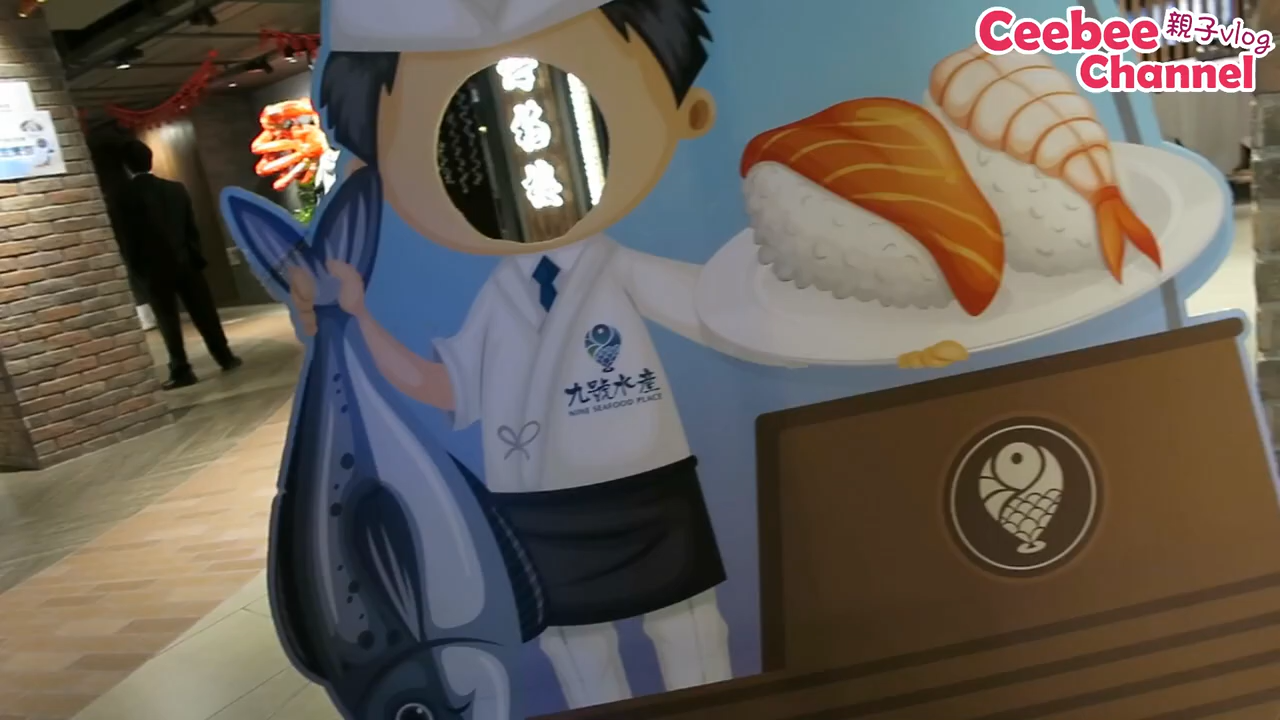 Ceebee 親子vlog
Channel
九號水產
NINE SEAFOOD PLACE